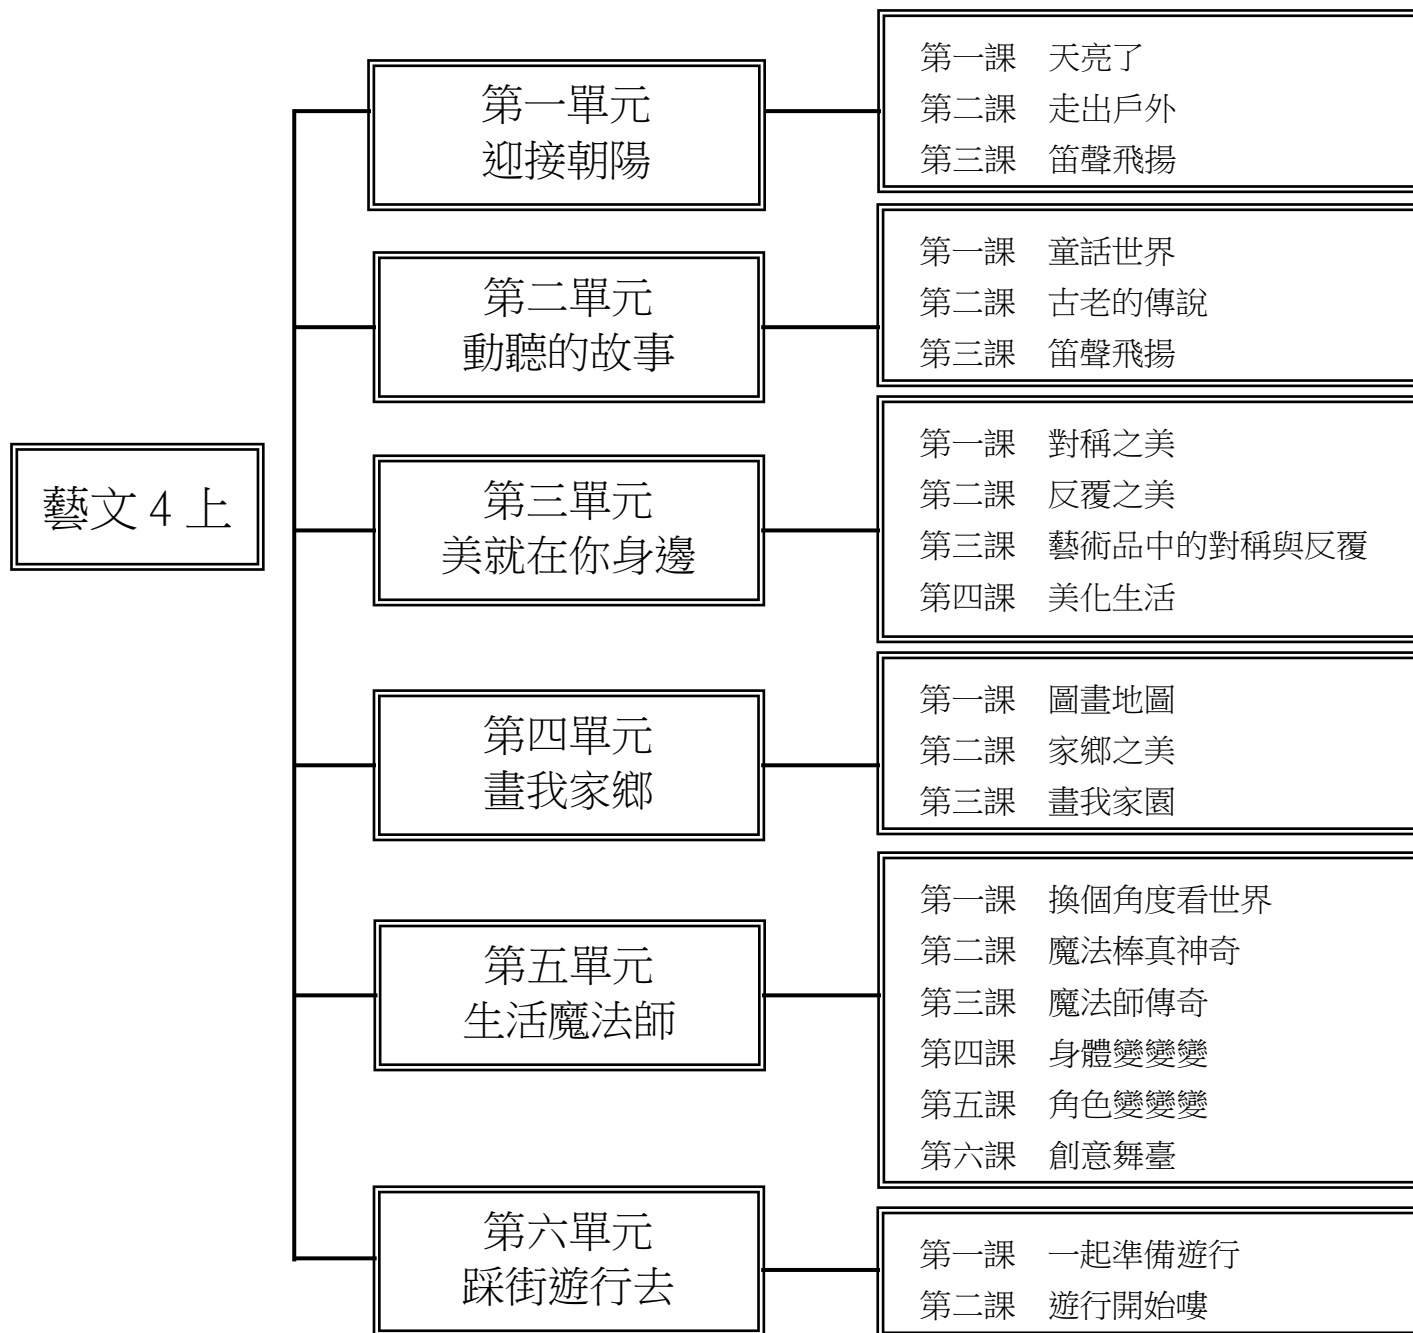 藝文 4 上
第一單元
迎接朝陽
第一課　天亮了
第二課　走出戶外
第三課　笛聲飛揚
第二單元
動聽的故事
第一課　童話世界
第二課　古老的傳說
第三課　笛聲飛揚
第三單元
美就在你身邊
第一課　對稱之美
第二課　反覆之美
第三課　藝術品中的對稱與反覆
第四課　美化生活
第四單元
畫我家鄉
第一課　圖畫地圖
第二課　家鄉之美
第三課　畫我家園
第五單元
生活魔法師
第一課　換個角度看世界
第二課　魔法棒真神奇
第三課　魔法師傳奇
第四課　身體變變變
第五課　角色變變變
第六課　創意舞臺
第六單元
踩街遊行去
第一課　一起準備遊行
第二課　遊行開始嘍